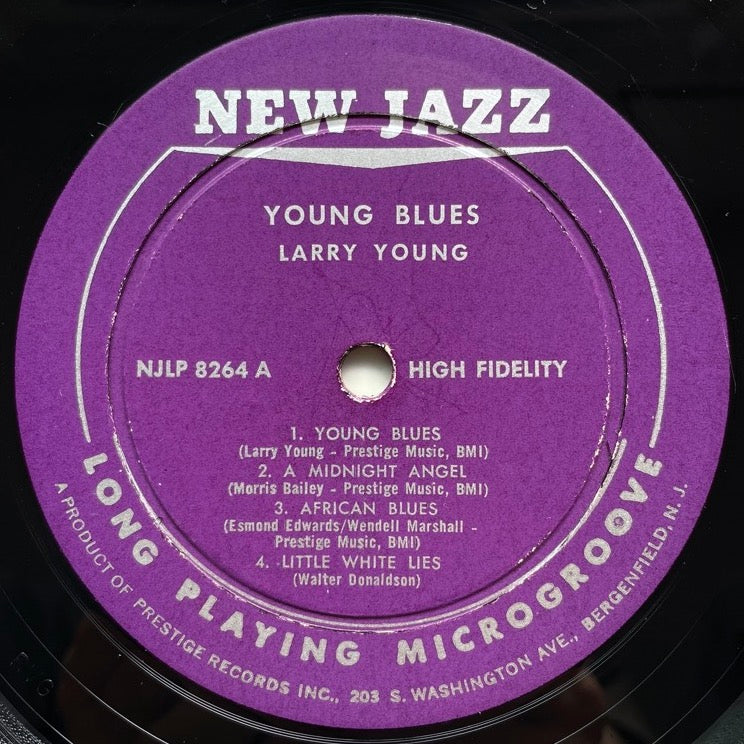 NEW JAZZ
YOUNG BLUES
LARRY YOUNG
NJLP 8264 A
HIGH FIDELITY
1. YOUNG BLUES
(Larry Young - Prestige Music, BMI)
2. A MIDNIGHT ANGEL
(Morris Bailey - Prestige Music, BMI)
3. AFRICAN BLUES
(Esmond Edwards/Wendell Marshall -
Prestige Music, BMI)
4. LITTLE WHITE LIES
(Walter Donaldson)
LONG PLAYING MICROGROOVE
A PRODUCT OF PRESTIGE RECORDS INC., 203 S. WASHINGTON AVE., BERGENFIELD, N. J.